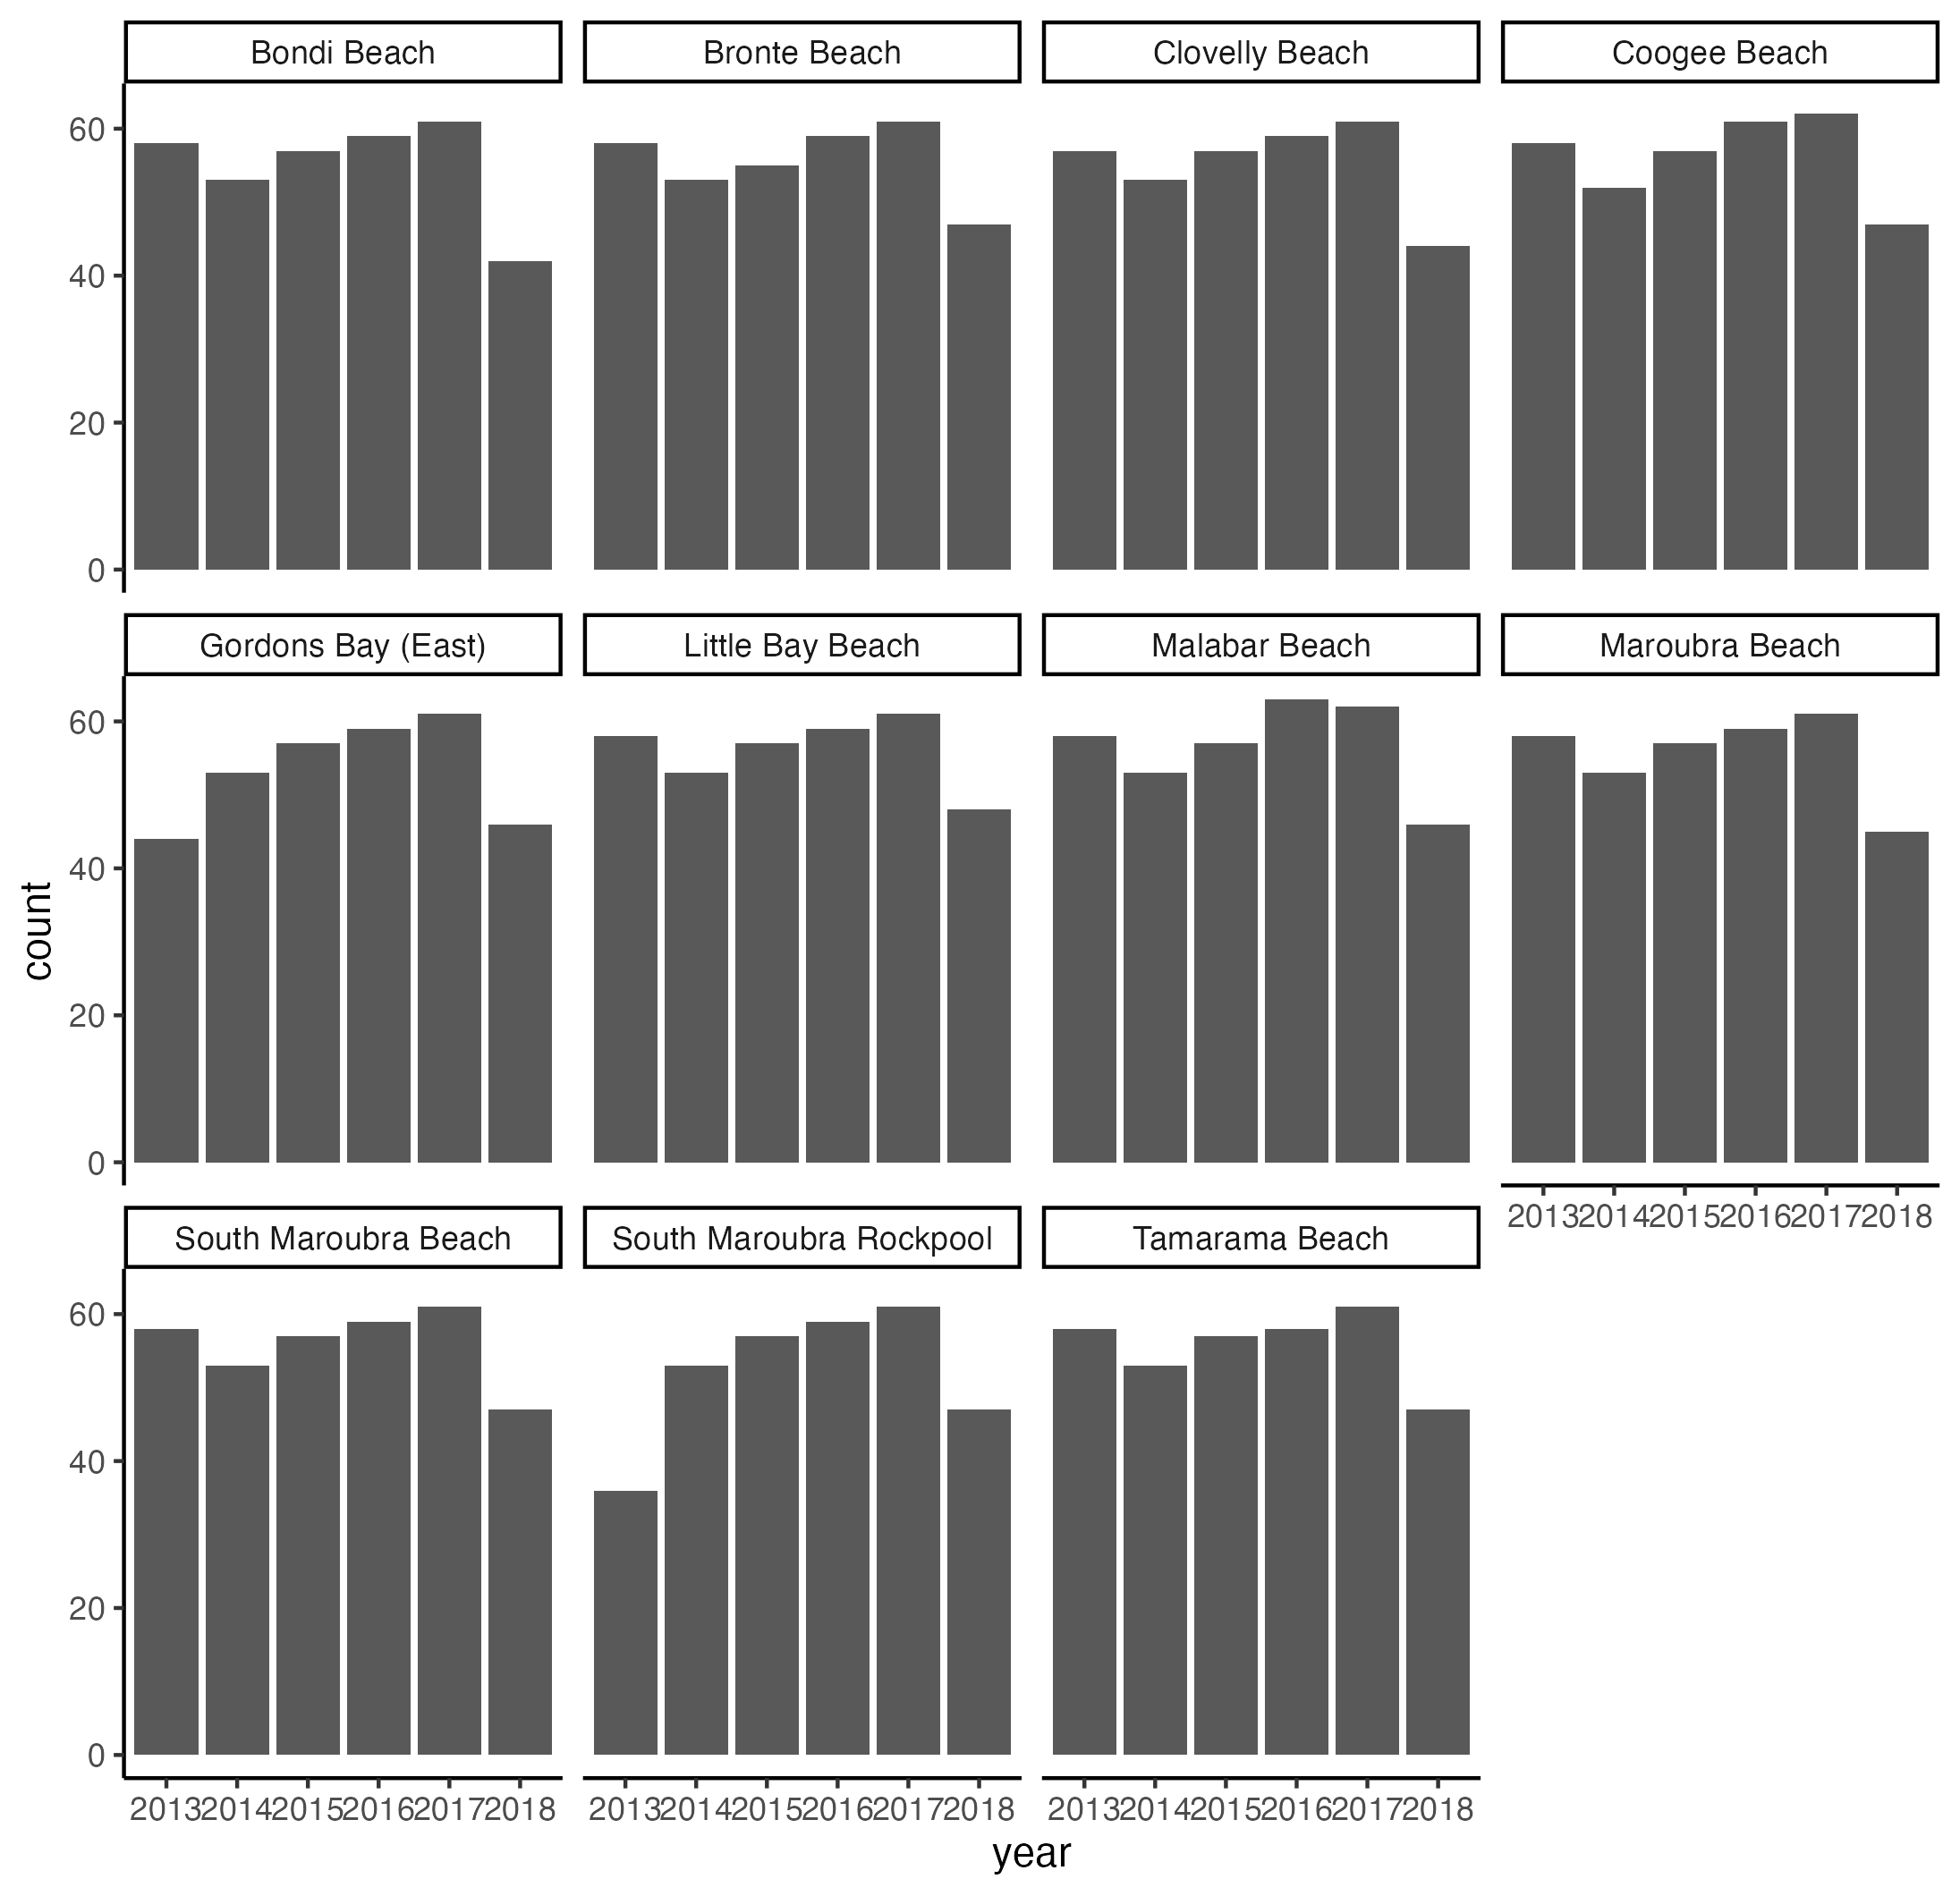 Bondi Beach Bronte Beach Clovelly Beach Coogee Beach
60
40
20
0
Gordons Bay (East) Little Bay Beach Malabar Beach Maroubra Beach
60
40
20
0
2013 2014 2015 2016 2017 2018
count
South Maroubra Beach South Maroubra Rockpool Tamarama Beach
60
40
20
0
2013 2014 2015 2016 2017 2018 2013 2014 2015 2016 2017 2018 2013 2014 2015 2016 2017 2018
year